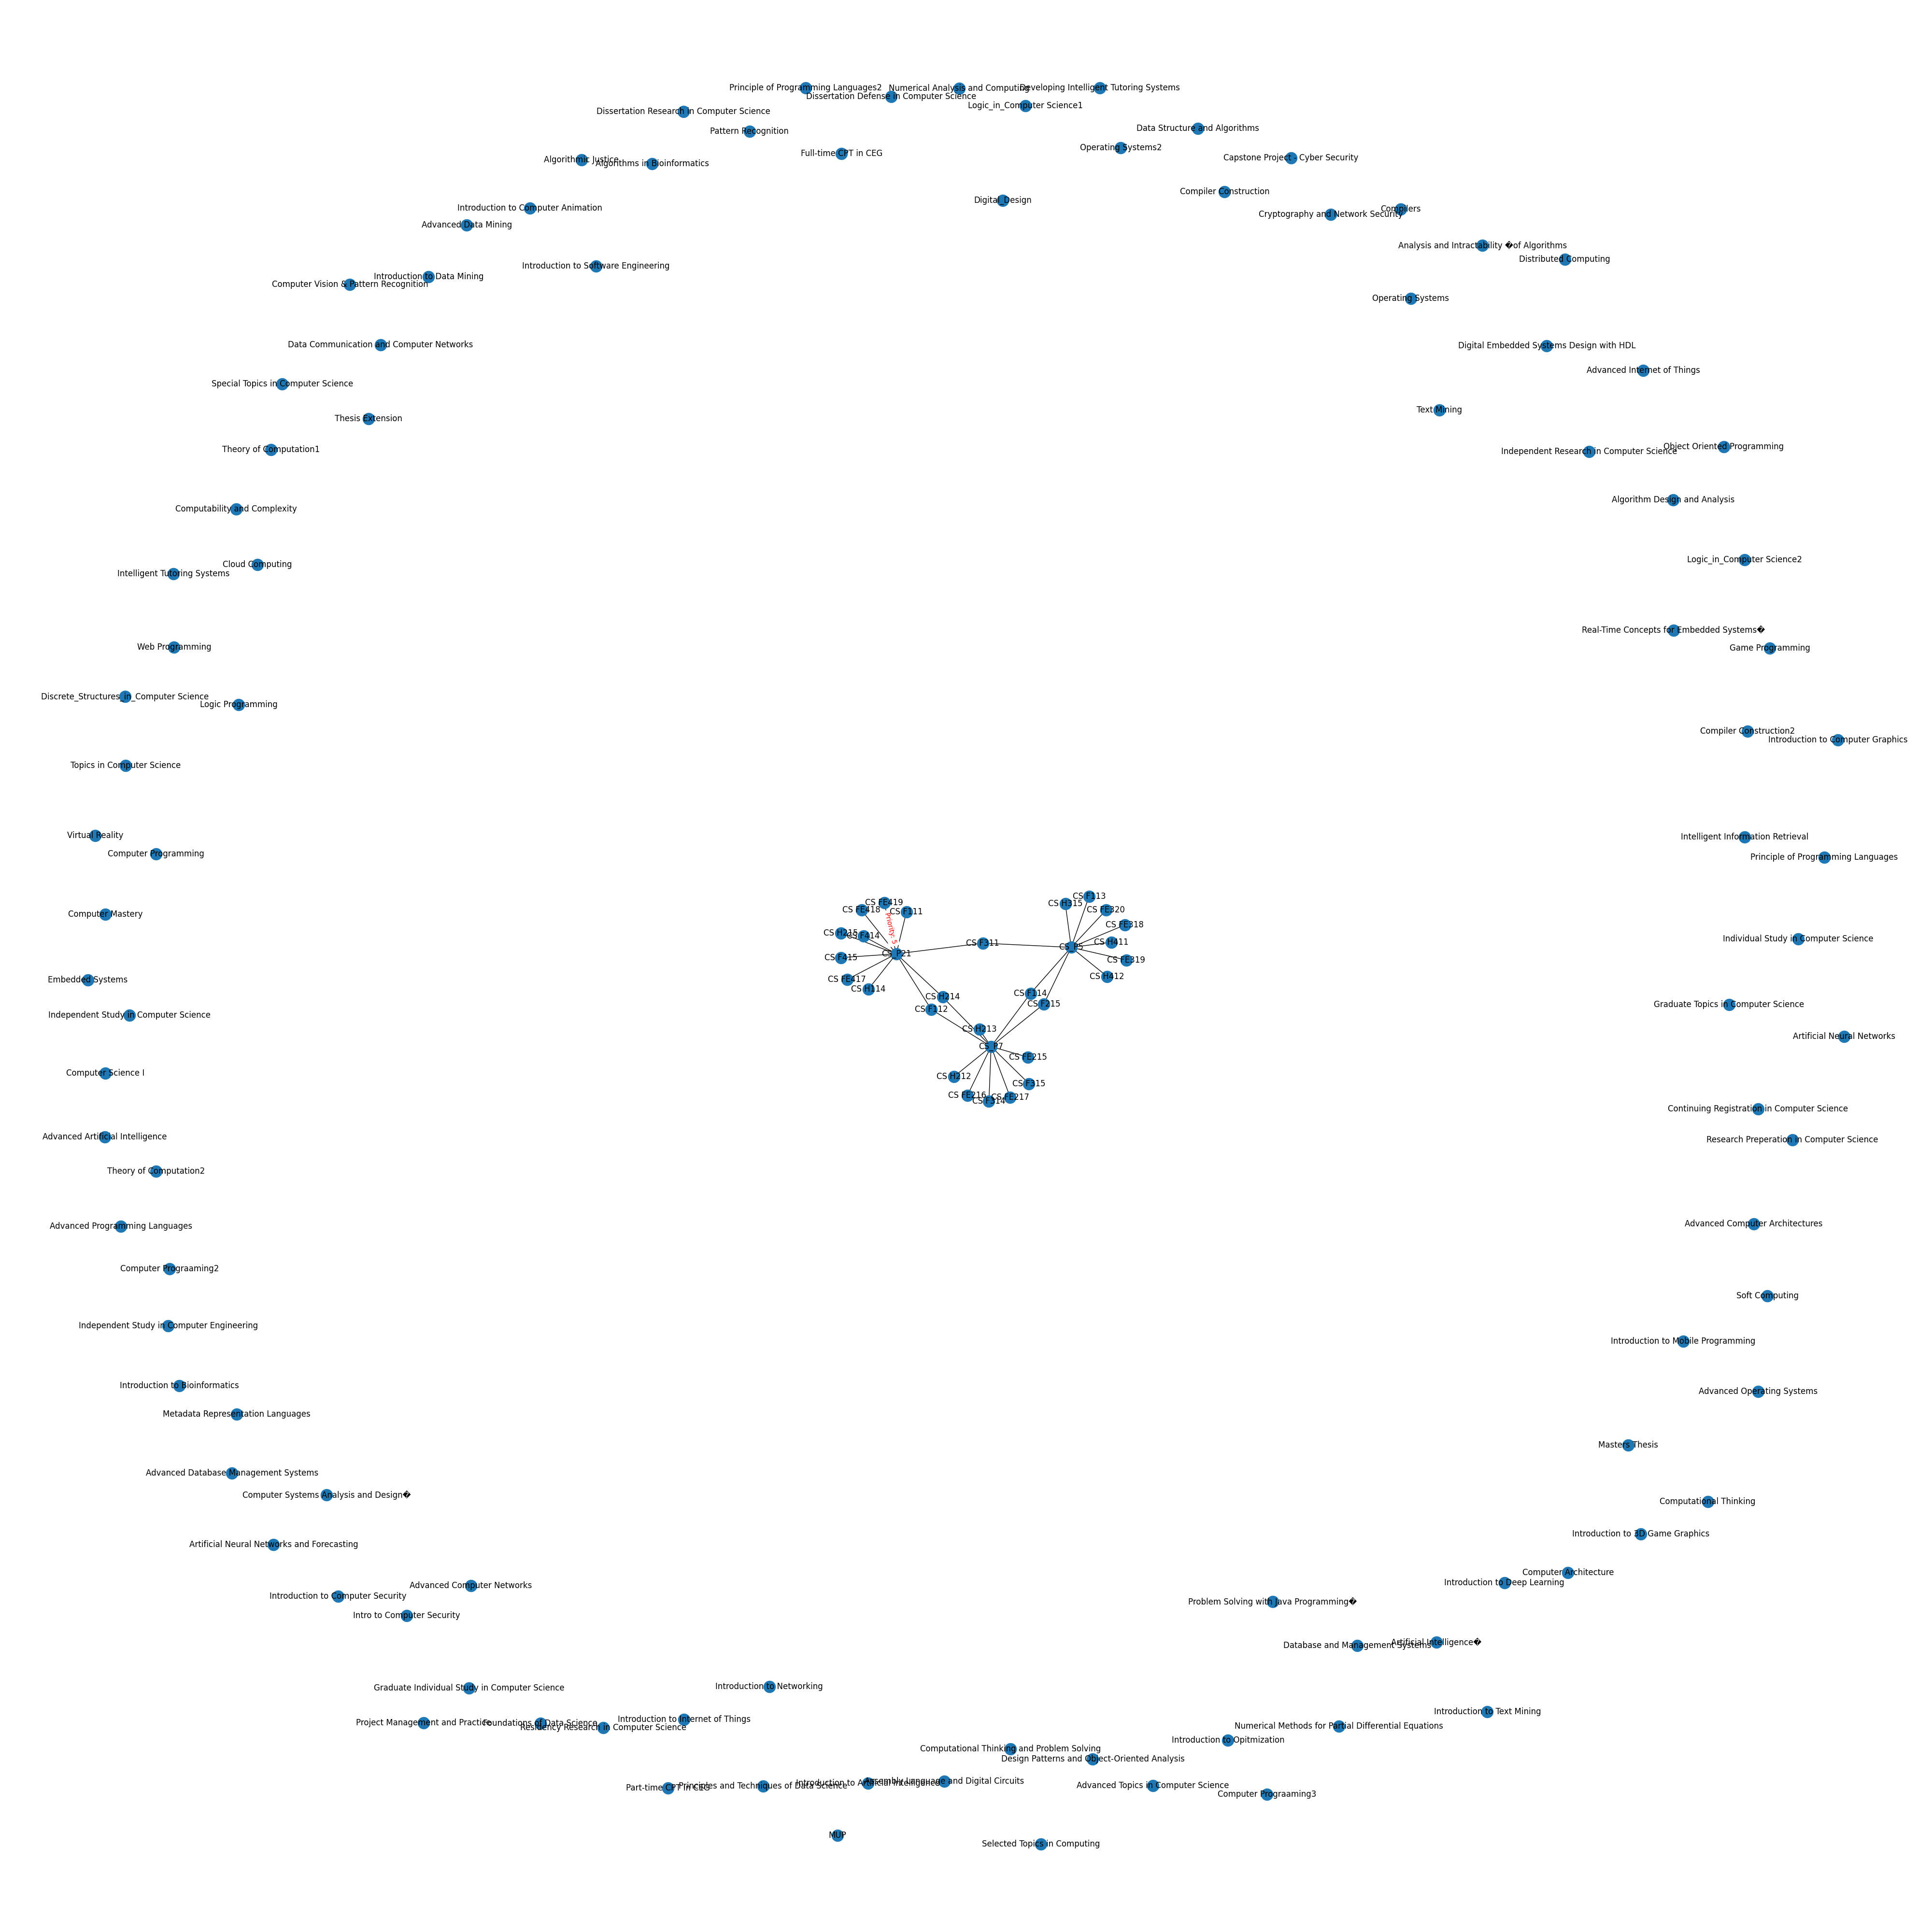 Principle of Programming Languages2
Numerical Analysis and Computing
Developing Intelligent Tutoring Systems
Dissertation Defense in Computer Science
Logic_in_Computer Science1
Dissertation Research in Computer Science
Pattern Recognition
Data Structure and Algorithms
Operating Systems2
Full-time CPT in CEG
Capstone Project - Cyber Security
Algorithmic Justice
Algorithms in Bioinformatics
Compiler Construction
Digital_Design
Introduction to Computer Animation
Compilers
Cryptography and Network Security
Advanced Data Mining
Analysis and Intractability �of Algorithms
Distributed Computing
Introduction to Software Engineering
Introduction to Data Mining
Computer Vision & Pattern Recognition
Operating Systems
Data Communication and Computer Networks
Digital Embedded Systems Design with HDL
Advanced Internet of Things
Special Topics in Computer Science
Text Mining
Thesis Extension
Object Oriented Programming
Theory of Computation1
Independent Research in Computer Science
Algorithm Design and Analysis
Computability and Complexity
Logic_in_Computer Science2
Cloud Computing
Intelligent Tutoring Systems
Real-Time Concepts for Embedded Systems�
Web Programming
Game Programming
Discrete_Structures_in_Computer Science
Logic Programming
Compiler Construction2
Introduction to Computer Graphics
Topics in Computer Science
Virtual Reality
Intelligent Information Retrieval
Computer Programming
Principle of Programming Languages
CS F113
CS FE419
CS H315
CS FE418
CS F111
CS FE320
Computer Mastery
CS FE318
Priority: 5
CS H215
CS F414
Individual Study in Computer Science
CS F311
CS H411
CS_P5
CS_P21
CS F415
CS FE319
CS H412
CS FE417
Embedded Systems
CS H114
CS F114
CS H214
CS F215
Graduate Topics in Computer Science
CS F112
Independent Study in Computer Science
CS H213
Artificial Neural Networks
CS_P7
CS FE215
Computer Science I
CS H212
CS F315
CS FE216
CS FE217
CS F314
Continuing Registration in Computer Science
Advanced Artificial Intelligence
Research Preperation in Computer Science
Theory of Computation2
Advanced Computer Architectures
Advanced Programming Languages
Computer Prograaming2
Soft Computing
Independent Study in Computer Engineering
Introduction to Mobile Programming
Introduction to Bioinformatics
Advanced Operating Systems
Metadata Representation Languages
Masters Thesis
Advanced Database Management Systems
Computer Systems Analysis and Design�
Computational Thinking
Introduction to 3D Game Graphics
Artificial Neural Networks and Forecasting
Computer Architecture
Introduction to Deep Learning
Advanced Computer Networks
Introduction to Computer Security
Problem Solving with Java Programming�
Intro to Computer Security
Artificial Intelligence�
Database and Management Systems
Introduction to Networking
Graduate Individual Study in Computer Science
Introduction to Text Mining
Introduction to Internet of Things
Project Management and Practice
Foundations of Data Science
Residency Research in Computer Science
Numerical Methods for Partial Differential Equations
Introduction to Opitmization
Computational Thinking and Problem Solving
Design Patterns and Object-Oriented Analysis
Assembly Language and Digital Circuits
Introduction to Artificial Intelligence
Principles and Techniques of Data Science
Part-time CPT in CEG
Advanced Topics in Computer Science
Computer Prograaming3
MUP
Selected Topics in Computing